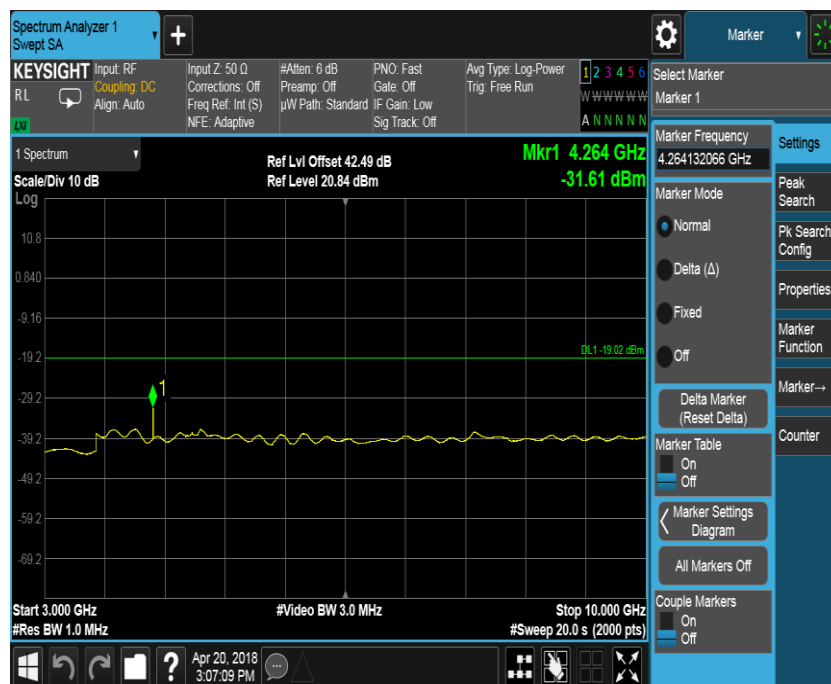 Spectrum Analyzer 1
Swept SA
+
Marker
KEYSIGHT
RL
LXI
Input: RF
Coupling: DC
Align: Auto
Input Z: 50 Ω
Corrections: Off
Freq Ref: Int (S)
NFE: Adaptive
#Atten: 6 dB
Preamp: Off
µW Path: Standard
PNO: Fast
Gate: Off
IF Gain: Low
Sig Track: Off
Avg Type: Log-Power
Trig: Free Run
1 2 3 4 5 6
W W W W W W
A N N N N N
Select Marker
Marker 1
1 Spectrum
Scale/Div 10 dB
Log
Ref Lvl Offset 42.49 dB
Ref Level 20.84 dBm
Mkr1 4.264 GHz
-31.61 dBm
10.8
0.840
-9.16
-19.2
-29.2
-39.2
-49.2
-59.2
-69.2
DL1 -19.02 dBm
1
Start 3.000 GHz
#Res BW 1.0 MHz
#Video BW 3.0 MHz
Stop 10.000 GHz
#Sweep 20.0 s (2000 pts)
Marker Frequency
4.264132066 GHz
Marker Mode
Normal
Delta (Δ)
Fixed
Off
Delta Marker
(Reset Delta)
Marker Table
On
Off
Marker Settings
Diagram
All Markers Off
Couple Markers
On
Off
Settings
Peak
Search
Pk Search
Config
Properties
Marker
Function
Marker→
Counter
?
Apr 20, 2018
3:07:09 PM